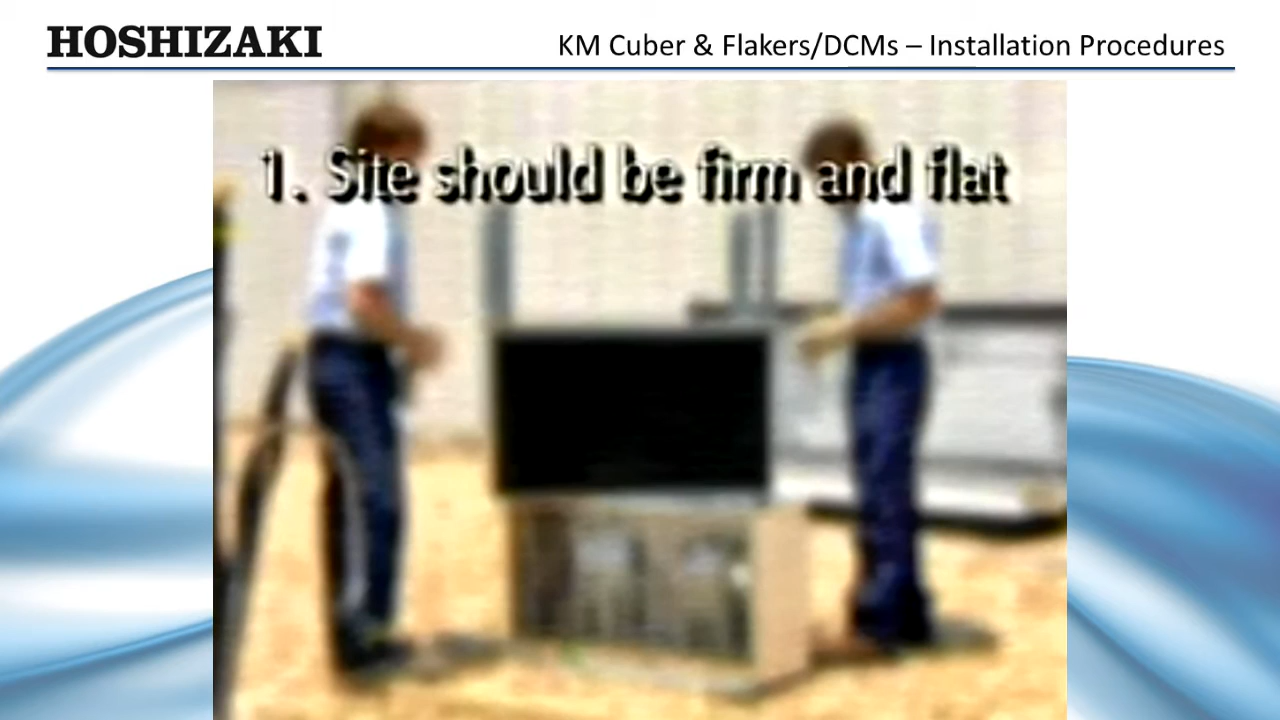 HOSHIZAKI
KM Cuber & Flakers/DCMs – Installation Procedures
1. Site should be firm and flat